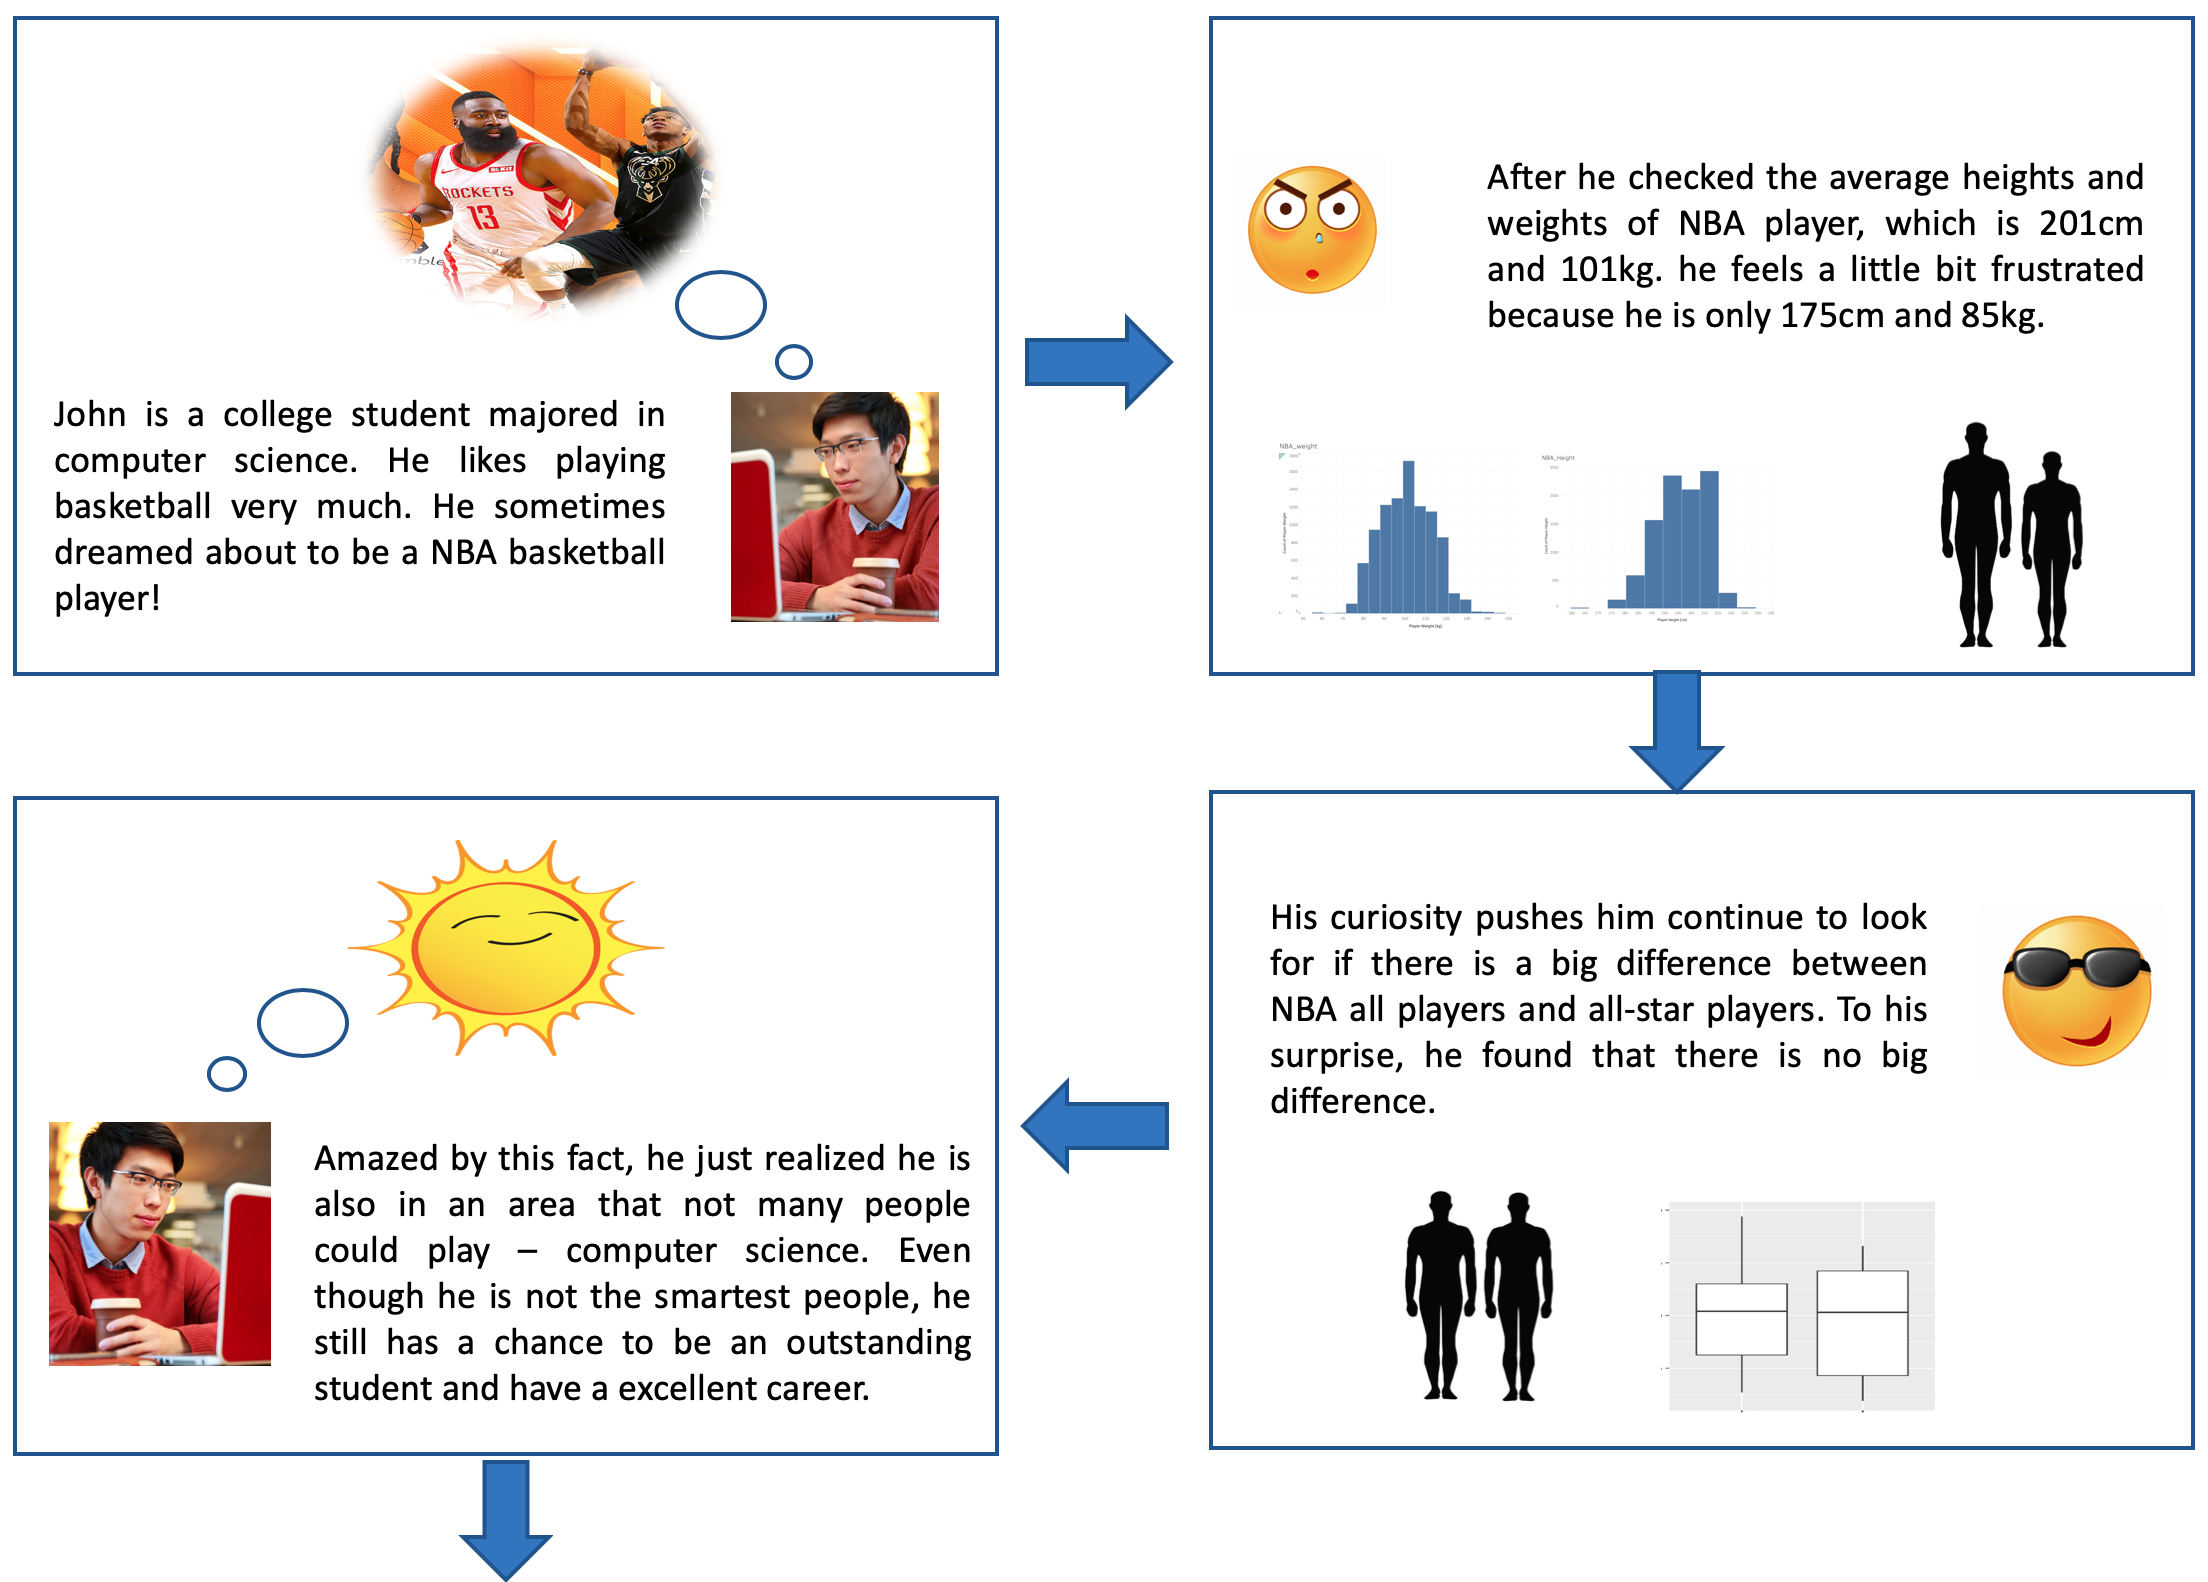 ROCKETS
13
John is a college student majored in
computer science. He likes playing
basketball very much. He sometimes
dreamed about to be a NBA basketball
player!
After he checked the average heights and
weights of NBA player, which is 201cm
and 101kg. he feels a little bit frustrated
because he is only 175cm and 85kg.
NBA_weight
Player Weight (kg)
NBA_Height
Player Height (cm)
His curiosity pushes him continue to look
for if there is a big difference between
NBA all players and all-star players. To his
surprise, he found that there is no big
difference.
Amazed by this fact, he just realized he is
also in an area that not many people
could play – computer science. Even
though he is not the smartest people, he
still has a chance to be an outstanding
student and have a excellent career.